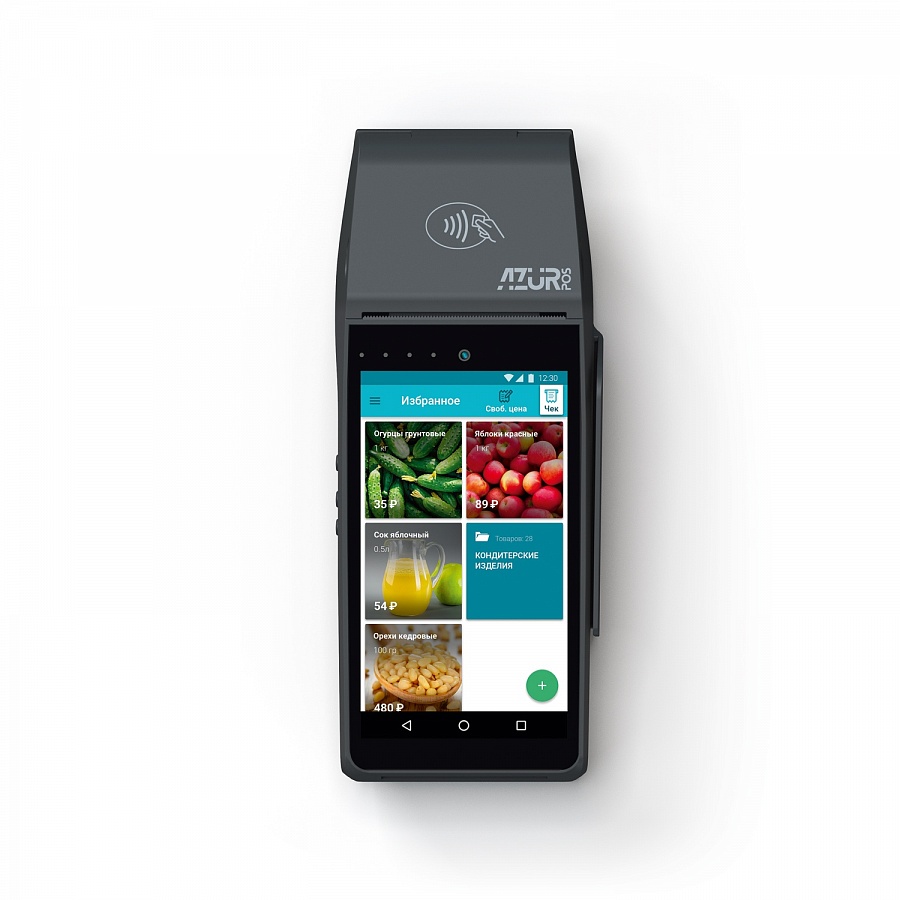 AZUR POS
12:30
Избранное
Своб. цена
Чек
Огурцы грунтовые
1 кг
35 ₽
Яблоки красные
1 кг
89 ₽
Сок яблочный
0.5л
54 ₽
Товаров: 28
КОНДИТЕРСКИЕ
ИЗДЕЛИЯ
Орехи кедровые
100 гр
480 ₽